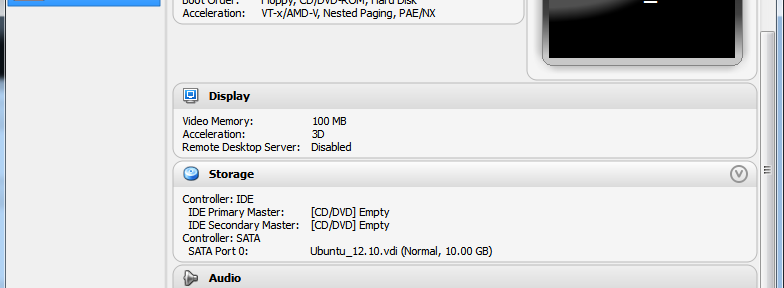 Boot Order: Floppy, CD/DVD-ROM, Hard Disk
Acceleration: VT-x/AMD-V, Nested Paging, PAE/NX
Display
Video Memory: 100 MB
Acceleration: 3D
Remote Desktop Server: Disabled
Storage
Controller: IDE
IDE Primary Master: [CD/DVD] Empty
IDE Secondary Master: [CD/DVD] Empty
Controller: SATA
SATA Port 0: Ubuntu_12.10.vdi (Normal, 10.00 GB)
Audio